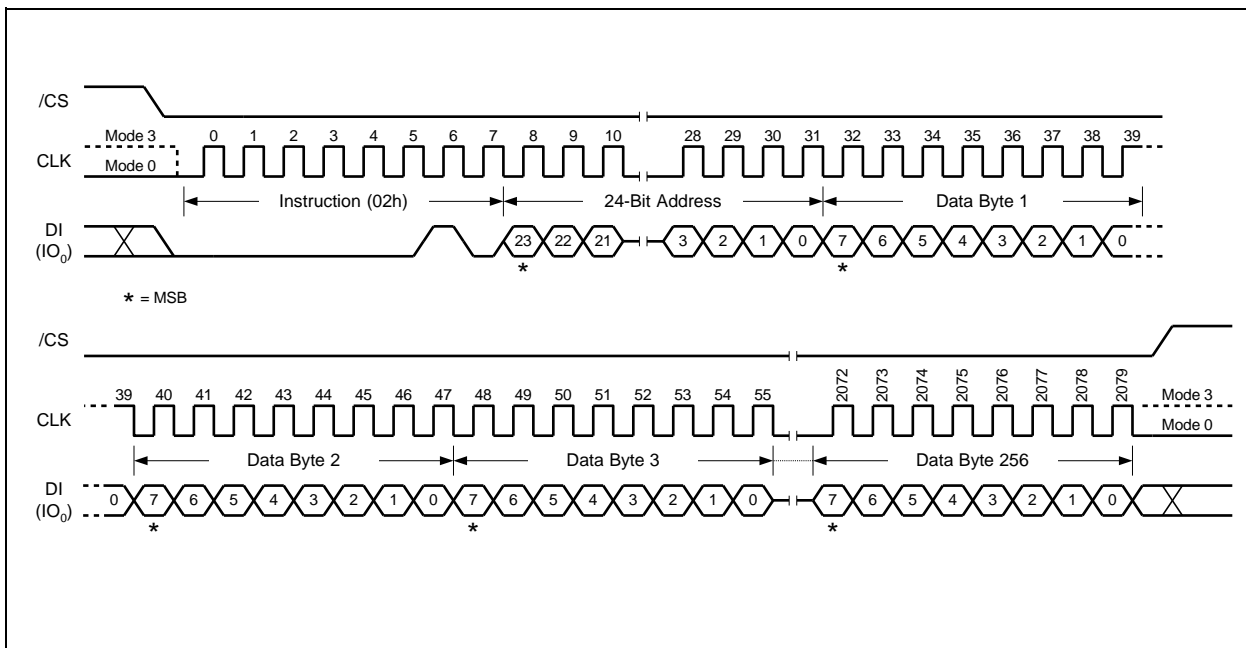 /CS
Mode 3
0 1 2 3 4 5 6 7 8 9 10 28 29 30 31 32 33 34 35 36 37 38 39
CLK
Mode 0
Instruction (02h) 24-Bit Address Data Byte 1
DI
(IO0)
23 22 21 3 2 1 0 7 6 5 4 3 2 1 0
* *
* = MSB
/CS
39 40 41 42 43 44 45 46 47 48 49 50 51 52 53 54 55 2072 2073 2074 2075 2076 2077 2078 2079
Mode 3
CLK
Mode 0
Data Byte 2 Data Byte 3 Data Byte 256
DI
(IO0)
0 7 6 5 4 3 2 1 0 7 6 5 4 3 2 1 0 7 6 5 4 3 2 1 0
* * *